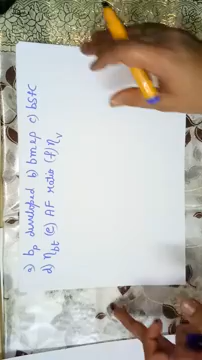 a) bp developed b) bmep c) bsfc
d) ηbt (e) AF ratio (f) ηv